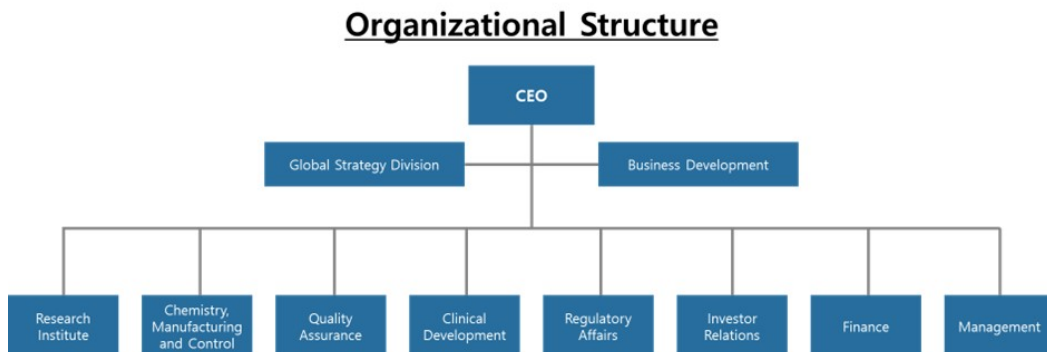 Organizational Structure
CEO
Global Strategy Division
Business Development
Research
Institute
Chemistry,
Manufacturing
and Control
Quality
Assurance
Clinical
Development
Regulatory
Affairs
Investor
Relations
Finance
Management